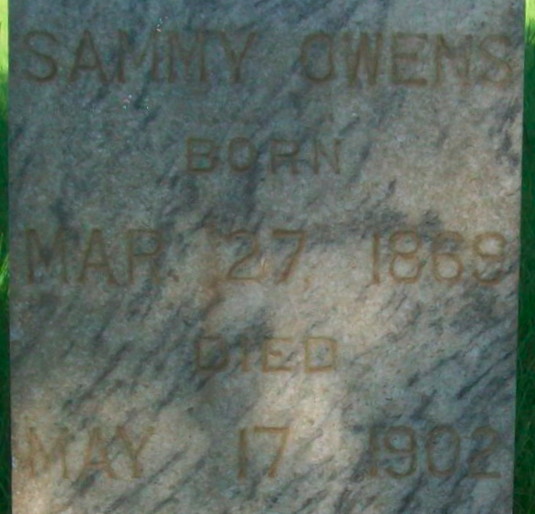 SAMMY OWENS
BORN
MAR. 27, 1869
DIED
MAY 17 1902